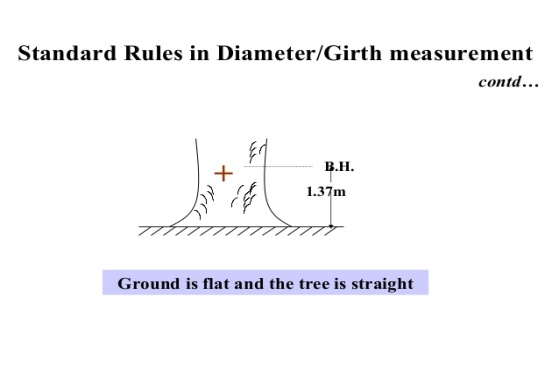 Standard Rules in Diameter/Girth measurement
contd...
B.H.
1.37m
Ground is flat and the tree is straight